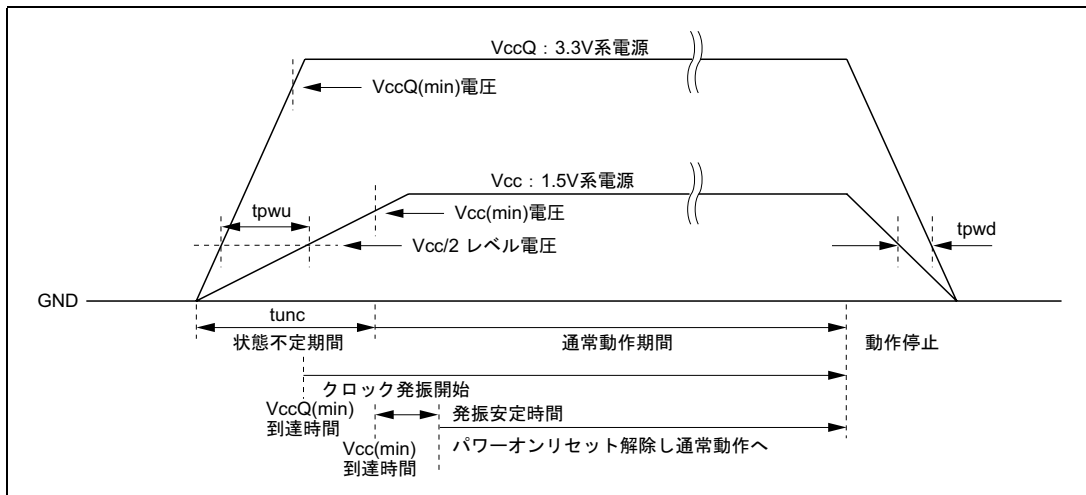 VccQ：3.3V系電源
VccQ(min)電圧
Vcc：1.5V系電源
tpwu
Vcc(min)電圧
Vcc/2 レベル電圧
tpwd
GND
tunc
状態不定期間
通常動作期間
動作停止
クロック発振開始
VccQ(min)
到達時間
発振安定時間
Vcc(min)
到達時間
パワーオンリセット解除し通常動作へ